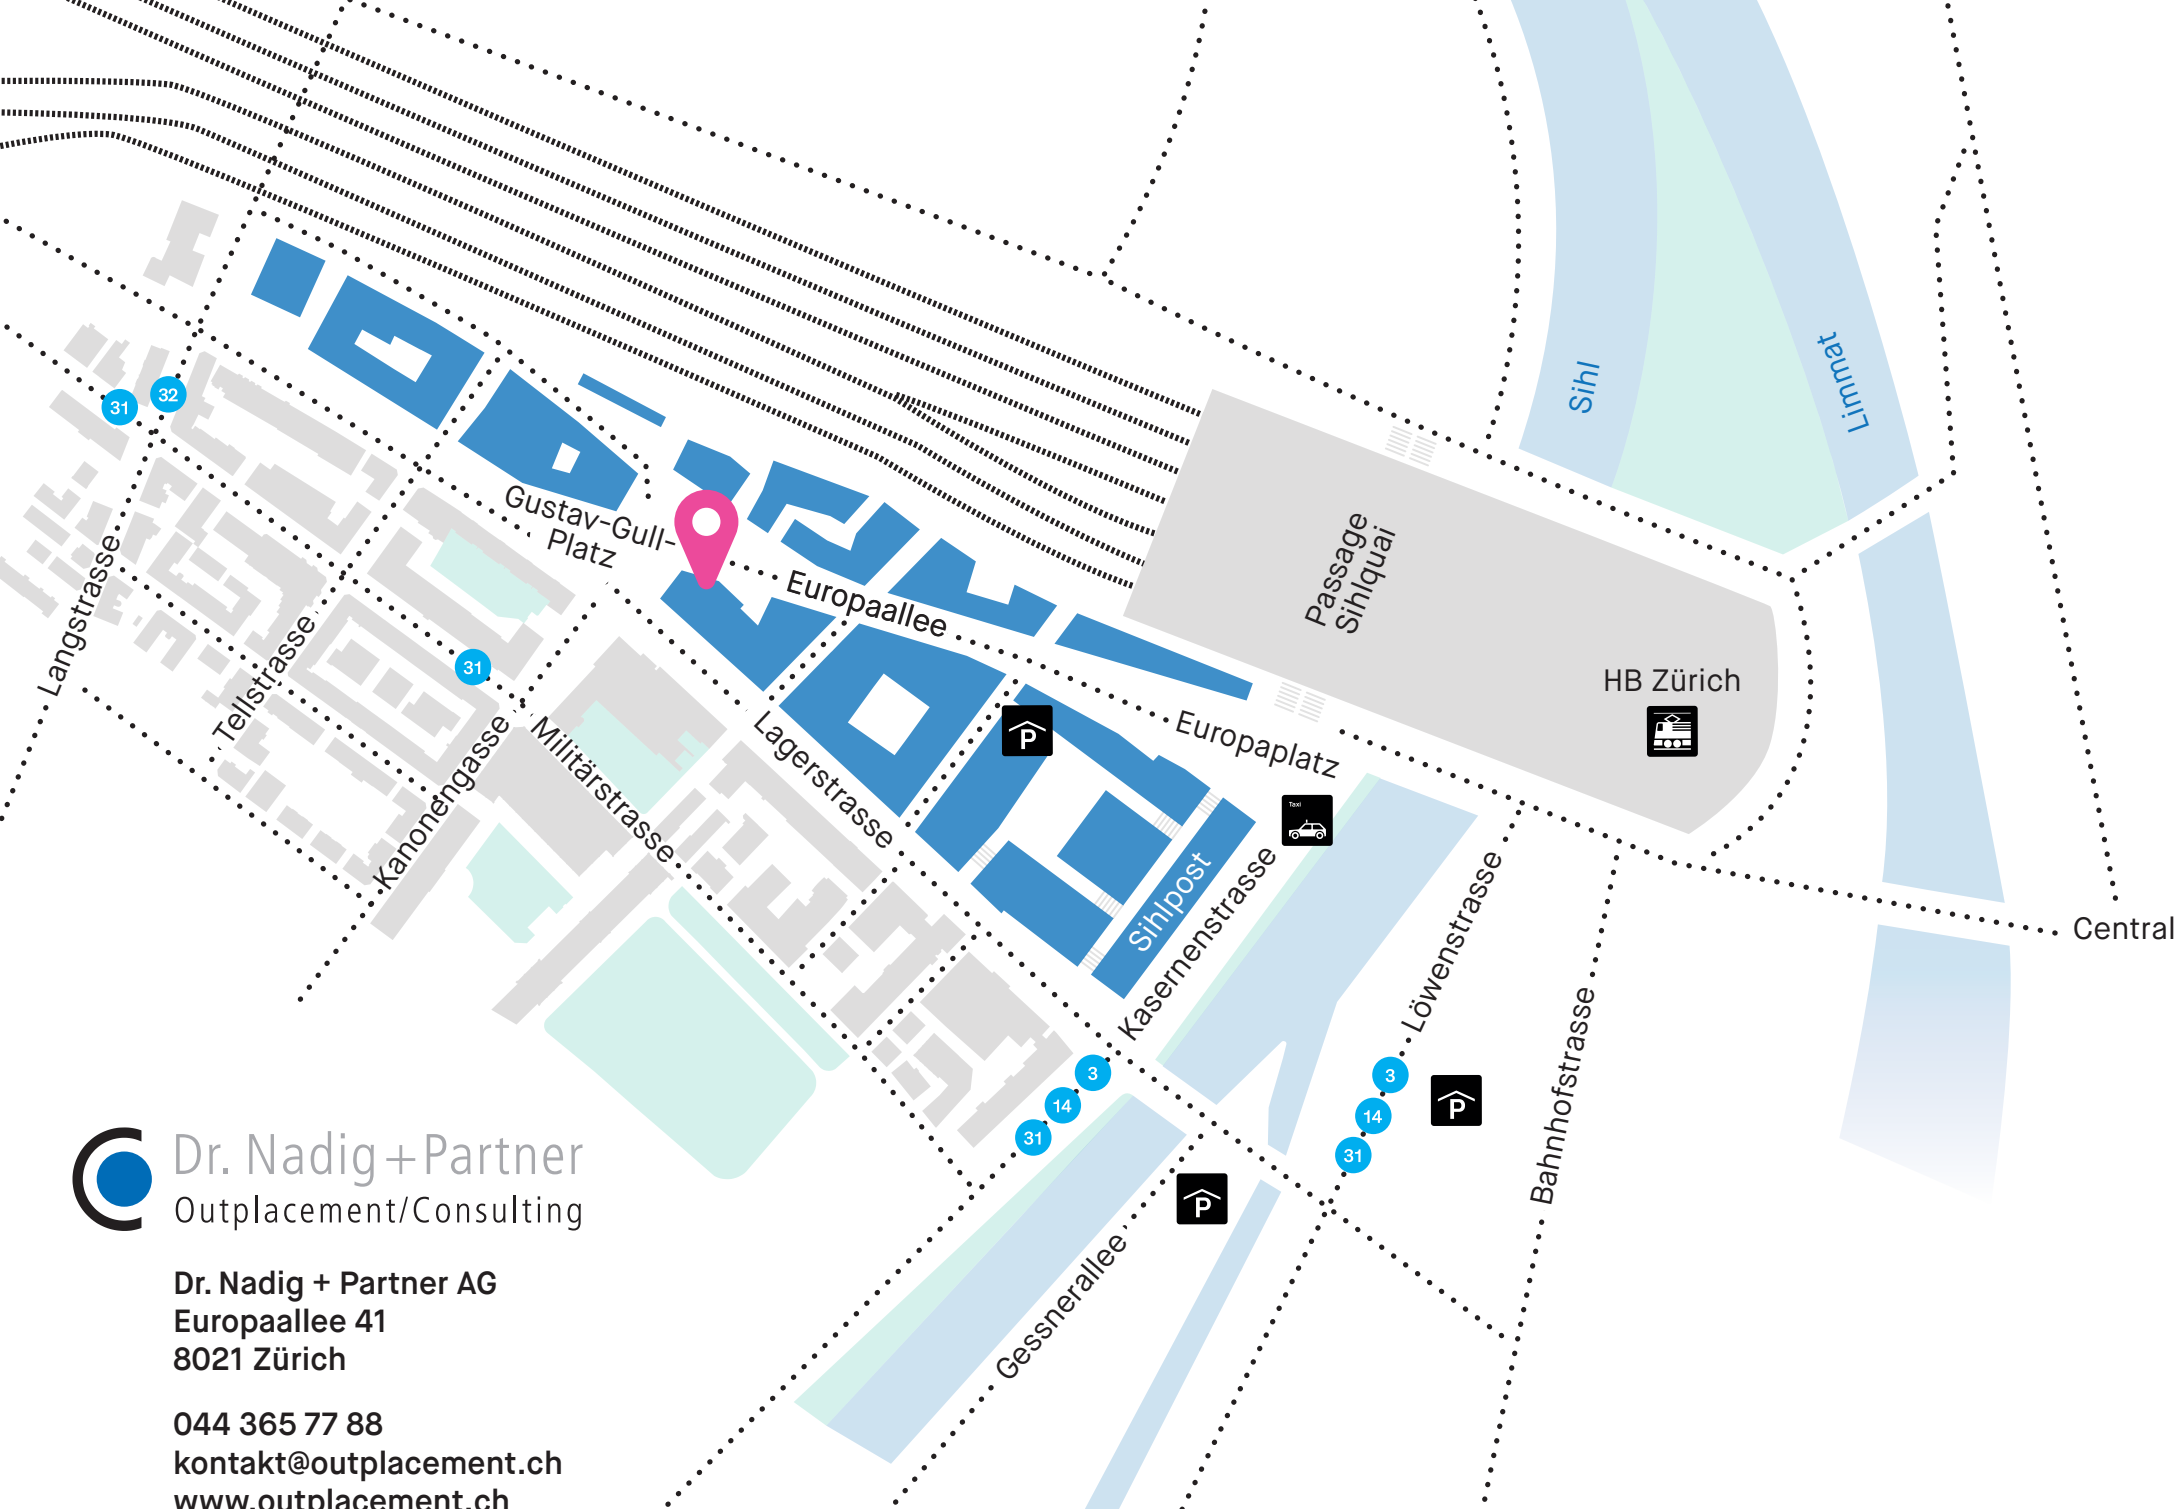 Sihl
Limmat
31
32
Gustav-Gull-
Platz
Europaallee
Passage
Sihlquai
HB Zürich
Langstrasse
Tellstrasse
31
Kanonengasse
Militärstrasse
Lagerstrasse
P
Europaplatz
Taxi
Sihlpost
Kasernenstrasse
Löwenstrasse
Bahnhofstrasse
Central
3
14
31
3
14
31
P
P
Gessnerallee
Dr. Nadig+Partner
Outplacement/Consulting
Dr. Nadig + Partner AG
Europaallee 41
8021 Zürich
044 365 77 88
kontakt@outplacement.ch
www.outplacement.ch